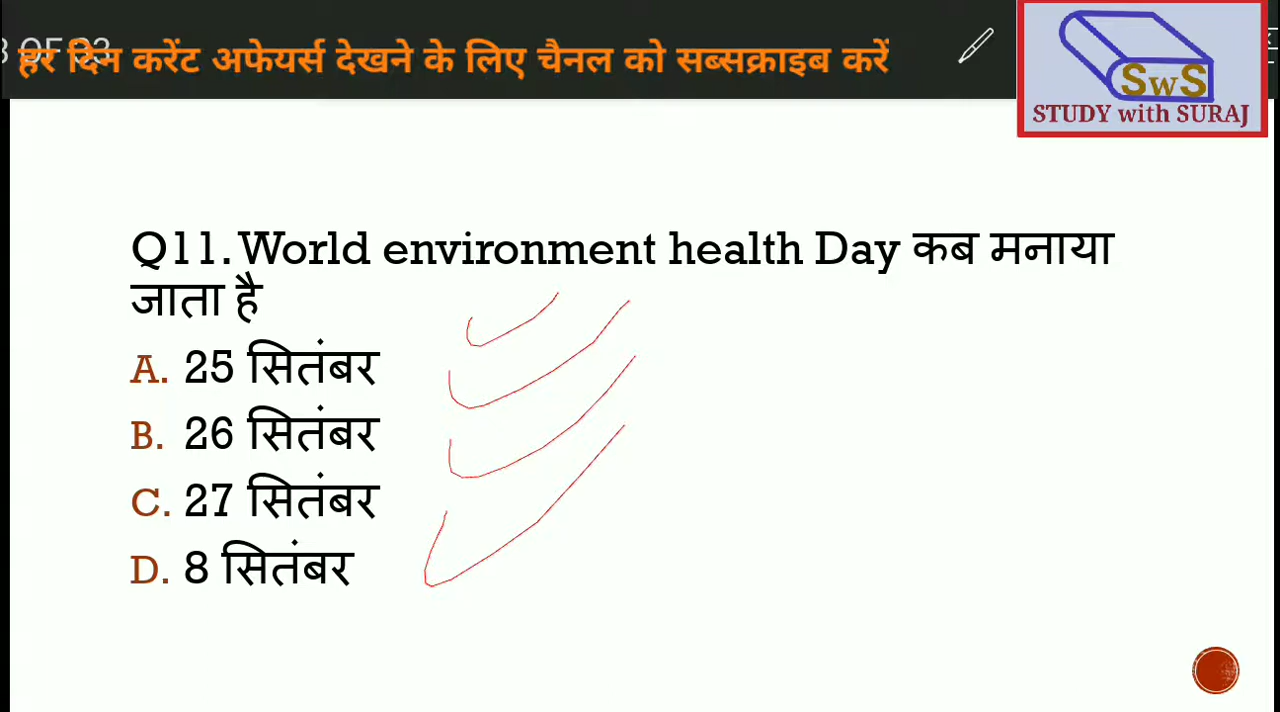 हर दिन करेंट अफेयर्स देखने के लिए चैनल को सब्सक्राइब करें
SwS
STUDY with SURAJ
Q11. World environment health Day कब मनाया
जाता है
A. 25 सितंबर
B. 26 सितंबर
C. 27 सितंबर
D. 8 सितंबर